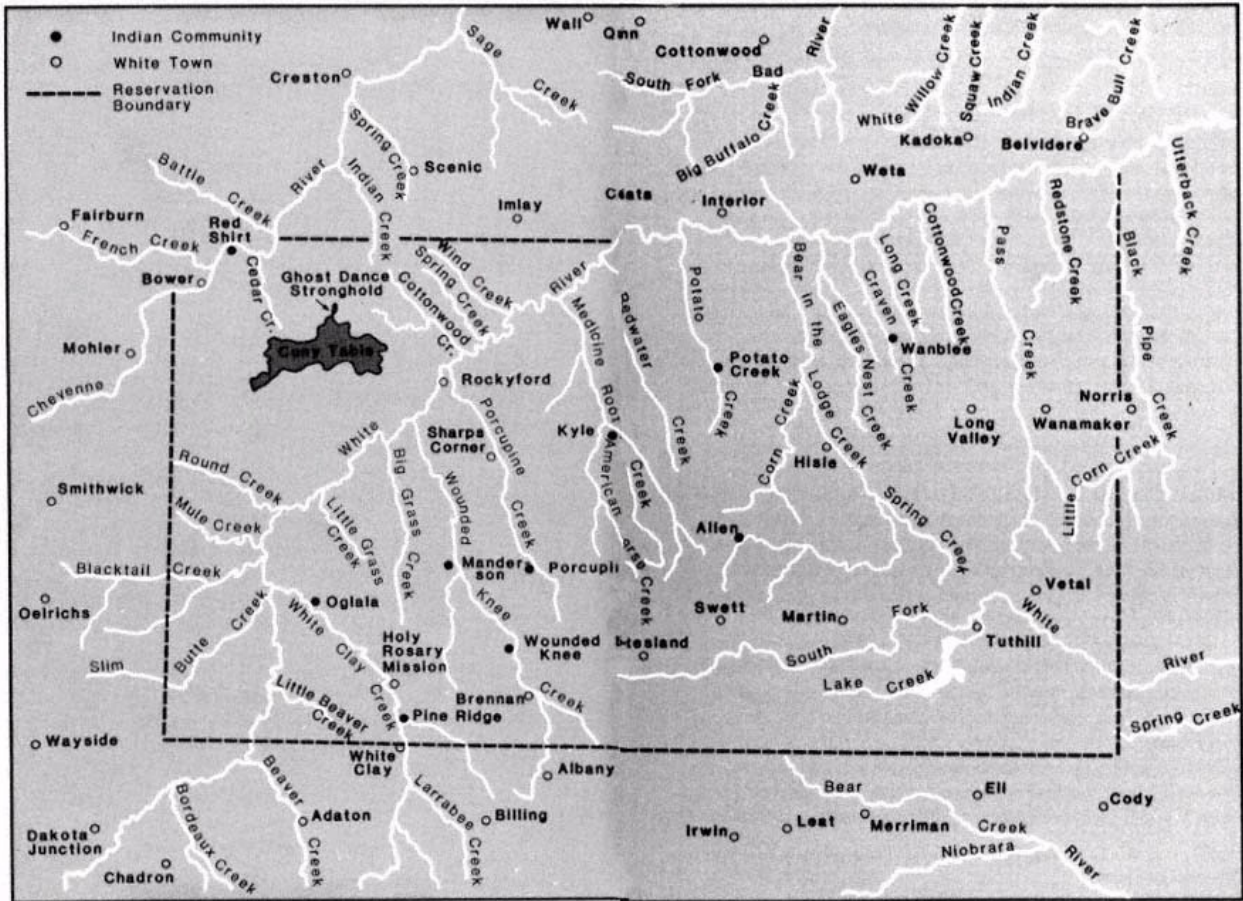 Indian Community
White Town
Reservation
Boundary
Wall
Qinn
Cottonwood
River
South Fork Bad
Sage
Creek
Creston
Spring Creek
Scenic
Indian
Creek
Big Buffalo Creek
White Willow Creek
Squaw Creek
Indian Creek
Brave Bull Creek
Kadoka
Belvidere
Utterback Creek
Weta
Battle
Creek
River
Fairburn
French Creek
Red
Shirt
Bower
Cedar Cr.
Ghost Dance
Stronghold
Cuny Table
Mohler
Cheyenne
Imlay
Interior
Wind Creek
Spring Creek
Cottonwood
Cr.
River
Medicine
Root
Creek
Potato
Creek
Potato
Creek
Bear in the
Lodge Creek
Eagles Nest Creek
Craven
Creek
Long Creek
Cottonwood Creek
Wanblee
Pass
Creek
Redstone Creek
Black
Pipe
Creek
Rockyford
Sharps
Corner
Porcupine
Creek
Kyle
American
Creek
Corn Creek
Hisle
Long
Valley
Wanamaker
Norris
Little Corn Creek
White
Round Creek
Smithwick
Mule Creek
Little Grass
Creek
Big Grass
Creek
Wounded
Knee
Creek
Blacktail Creek
Oelrichs
Oglala
Mander
son
Porcupli
Allen
Spring Creek
Vetal
Swett
Martin
South
Fork
White
River
Tuthill
Lake Creek
Spring Creek
Slim
Butte Creek
White Clay
Creek
Holy
Rosary
Mission
Wounded
Knee
Brennan
Little Beaver
Creek
Pine Ridge
Wayside
White
Clay
Albany
Beaver
Creek
Adaton
Bordeaux Creek
Larrabee
Creek
Billing
Dakota
Junction
Chadron
Bear
Creek
Eli
Cody
Irwin
Leat
Merriman
Niobrara
River